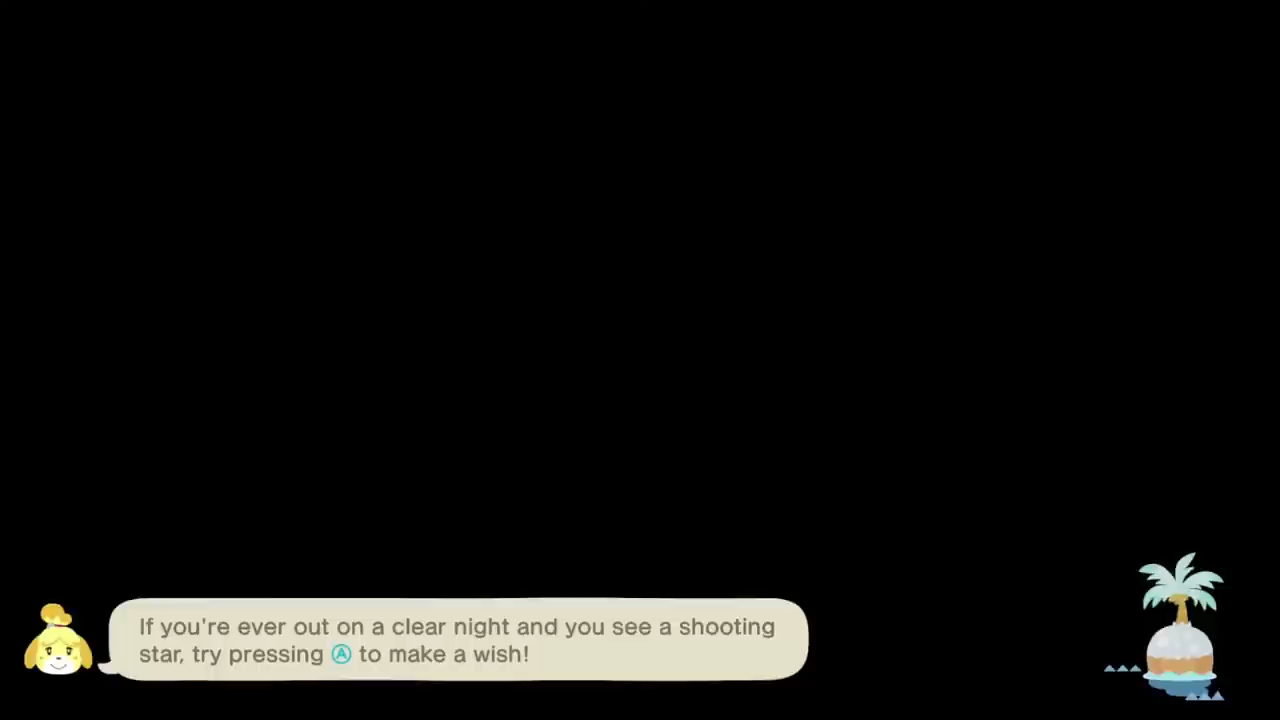 If you're ever out on a clear night and you see a shooting
star, try pressing Ⓐ to make a wish!